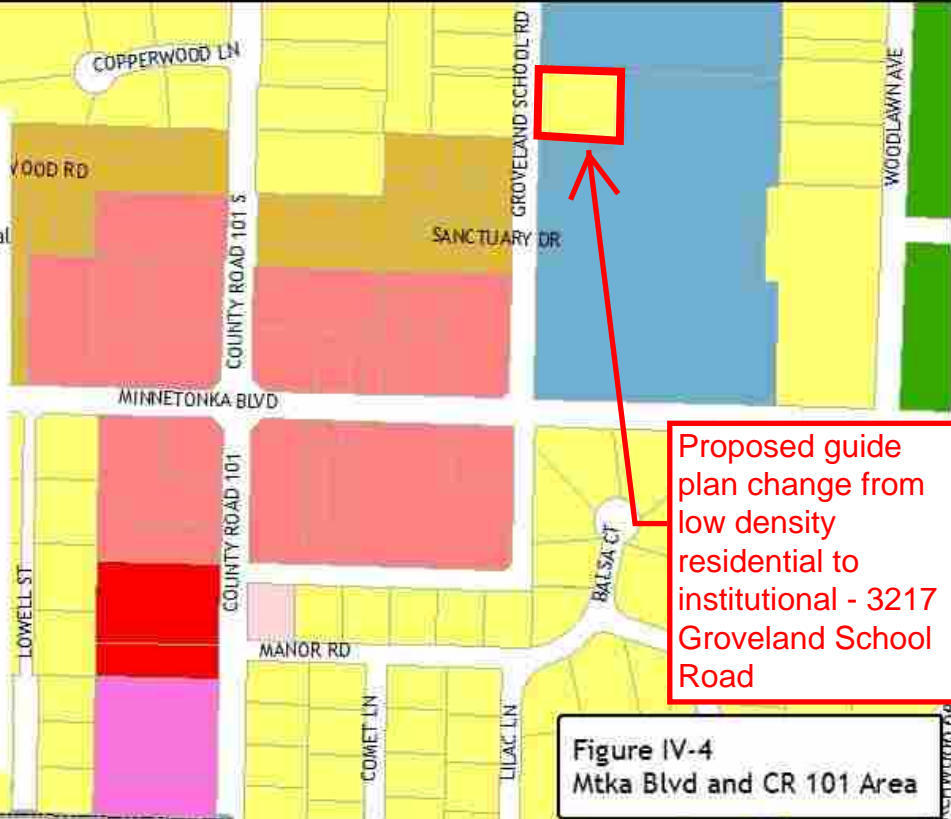 COPPERWOOD LN
GROVELAND SCHOOL RD
WOODLAWN AVE
WOOD RD
al
COUNTY ROAD 101 S
SANCTUARY DR
MINNETONKA BLVD
Proposed guide
plan change from
low density
residential to
institutional - 3217
Groveland School
Road
LOWELL ST
COUNTY ROAD 101
BALSA CT
MANOR RD
COMET LN
LILAC LN
Figure IV-4
Mtka Blvd and CR 101 Area